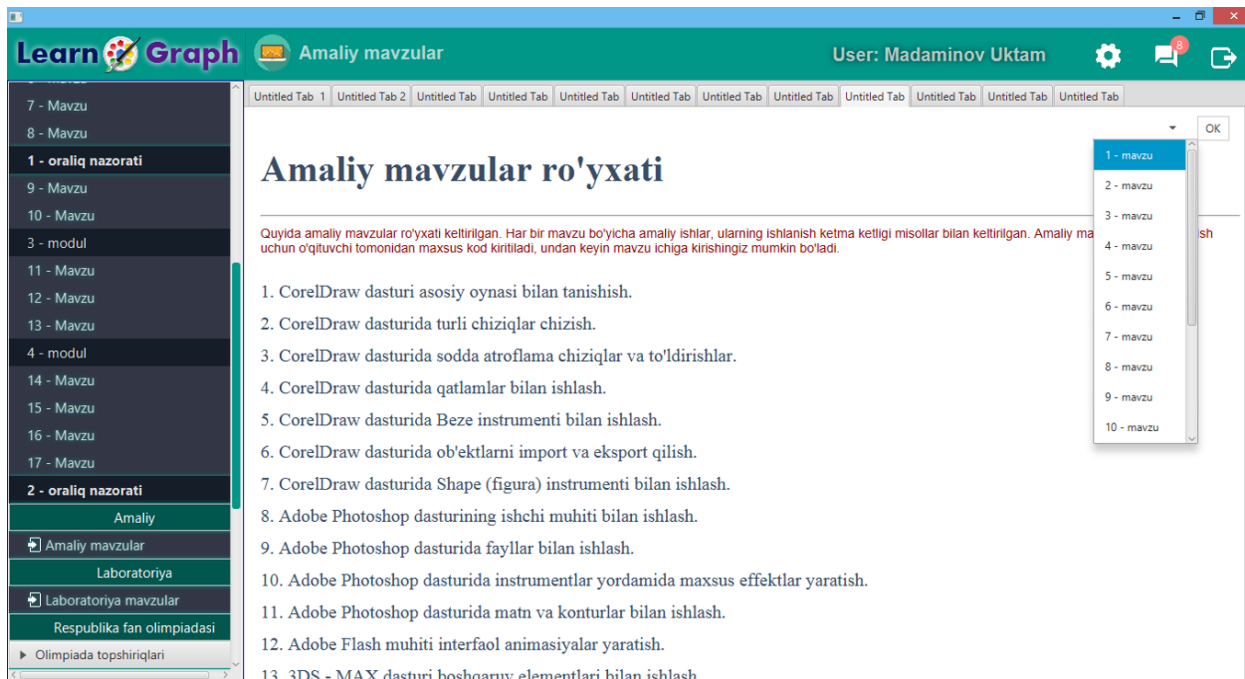 Learn Graph
Amaliy mavzular
User: Madaminov Uktam
8
7 - Mavzu
8 - Mavzu
1 - oraliq nazorati
9 - Mavzu
10 - Mavzu
3 - modul
11 - Mavzu
12 - Mavzu
13 - Mavzu
4 - modul
14 - Mavzu
15 - Mavzu
16 - Mavzu
17 - Mavzu
2 - oraliq nazorati
Amaliy
Amaliy mavzular
Laboratoriya
Laboratoriya mavzular
Respublika fan olimpiadasi
Olimpiada topshiriqlari
Untitled Tab 1 Untitled Tab 2 Untitled Tab Untitled Tab Untitled Tab Untitled Tab Untitled Tab Untitled Tab Untitled Tab Untitled Tab Untitled Tab Untitled Tab
OK
Amaliy mavzular ro'yxati
Quyida amaliy mavzular ro'yxati keltirilgan. Har bir mavzu bo'yicha amaliy ishlar, ularning ishlanish ketma ketligi misollar bilan keltirilgan. Amaliy
uchun o'qituvchi tomonidan maxsus kod kiritiladi, undan keyin mavzu ichiga kirishingiz mumkin bo'ladi.
1. CorelDraw dasturi asosiy oynasi bilan tanishish.
2. CorelDraw dasturida turli chiziqlar chizish.
3. CorelDraw dasturida sodda atroflama chiziqlar va to'ldirishlar.
4. CorelDraw dasturida qatlamlar bilan ishlash.
5. CorelDraw dasturida Beze instrumenti bilan ishlash.
6. CorelDraw dasturida ob'ektlarni import va eksport qilish.
7. CorelDraw dasturida Shape (figura) instrumenti bilan ishlash.
8. Adobe Photoshop dasturining ishchi muhiti bilan ishlash.
9. Adobe Photoshop dasturida fayllar bilan ishlash.
10. Adobe Photoshop dasturida instrumentlar yordamida maxsus effektlar yaratish.
11. Adobe Photoshop dasturida matn va konturlar bilan ishlash.
12. Adobe Flash muhiti interfaol animasiyalar yaratish.
13. 3DS - MAX dasturi boshqaruv elementlari bilan ishlash
1 - mavzu
2 - mavzu
3 - mavzu
4 - mavzu
5 - mavzu
6 - mavzu
7 - mavzu
8 - mavzu
9 - mavzu
10 - mavzu